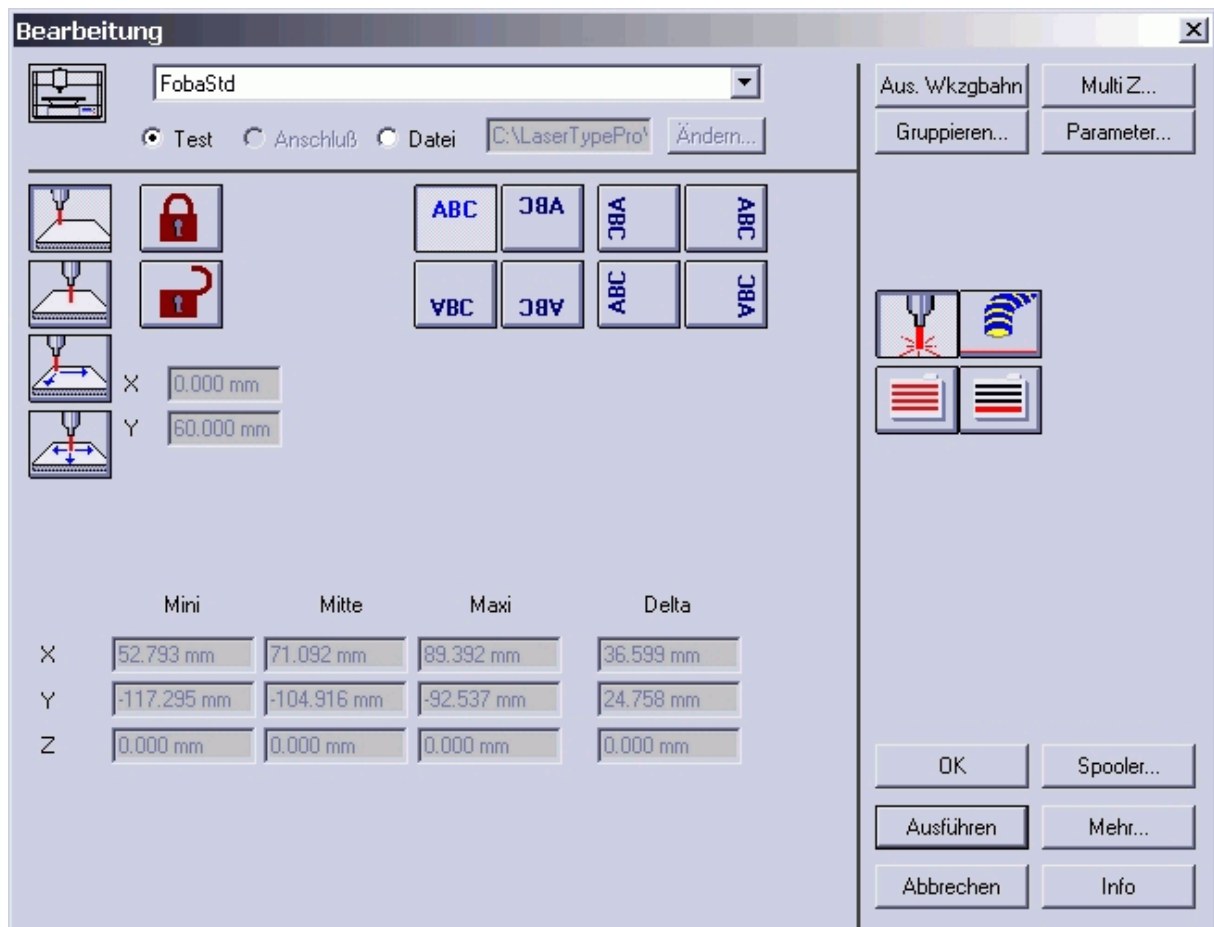 Bearbeitung
FobaStd
Test Anschluß Datei C:\LaserTypePro\ Ändern...
Aus. Wkzgbahn Multi Z...
Gruppieren... Parameter...
ABC ABC ABC ABC
ABC ABC ABC ABC
X 0.000 mm
Y 60.000 mm
Mini Mitte Maxi Delta
X 52.793 mm 71.092 mm 89.392 mm 36.599 mm
Y -117.295 mm -104.916 mm -92.537 mm 24.758 mm
Z 0.000 mm 0.000 mm 0.000 mm 0.000 mm
OK Spooler...
Ausführen Mehr...
Abbrechen Info